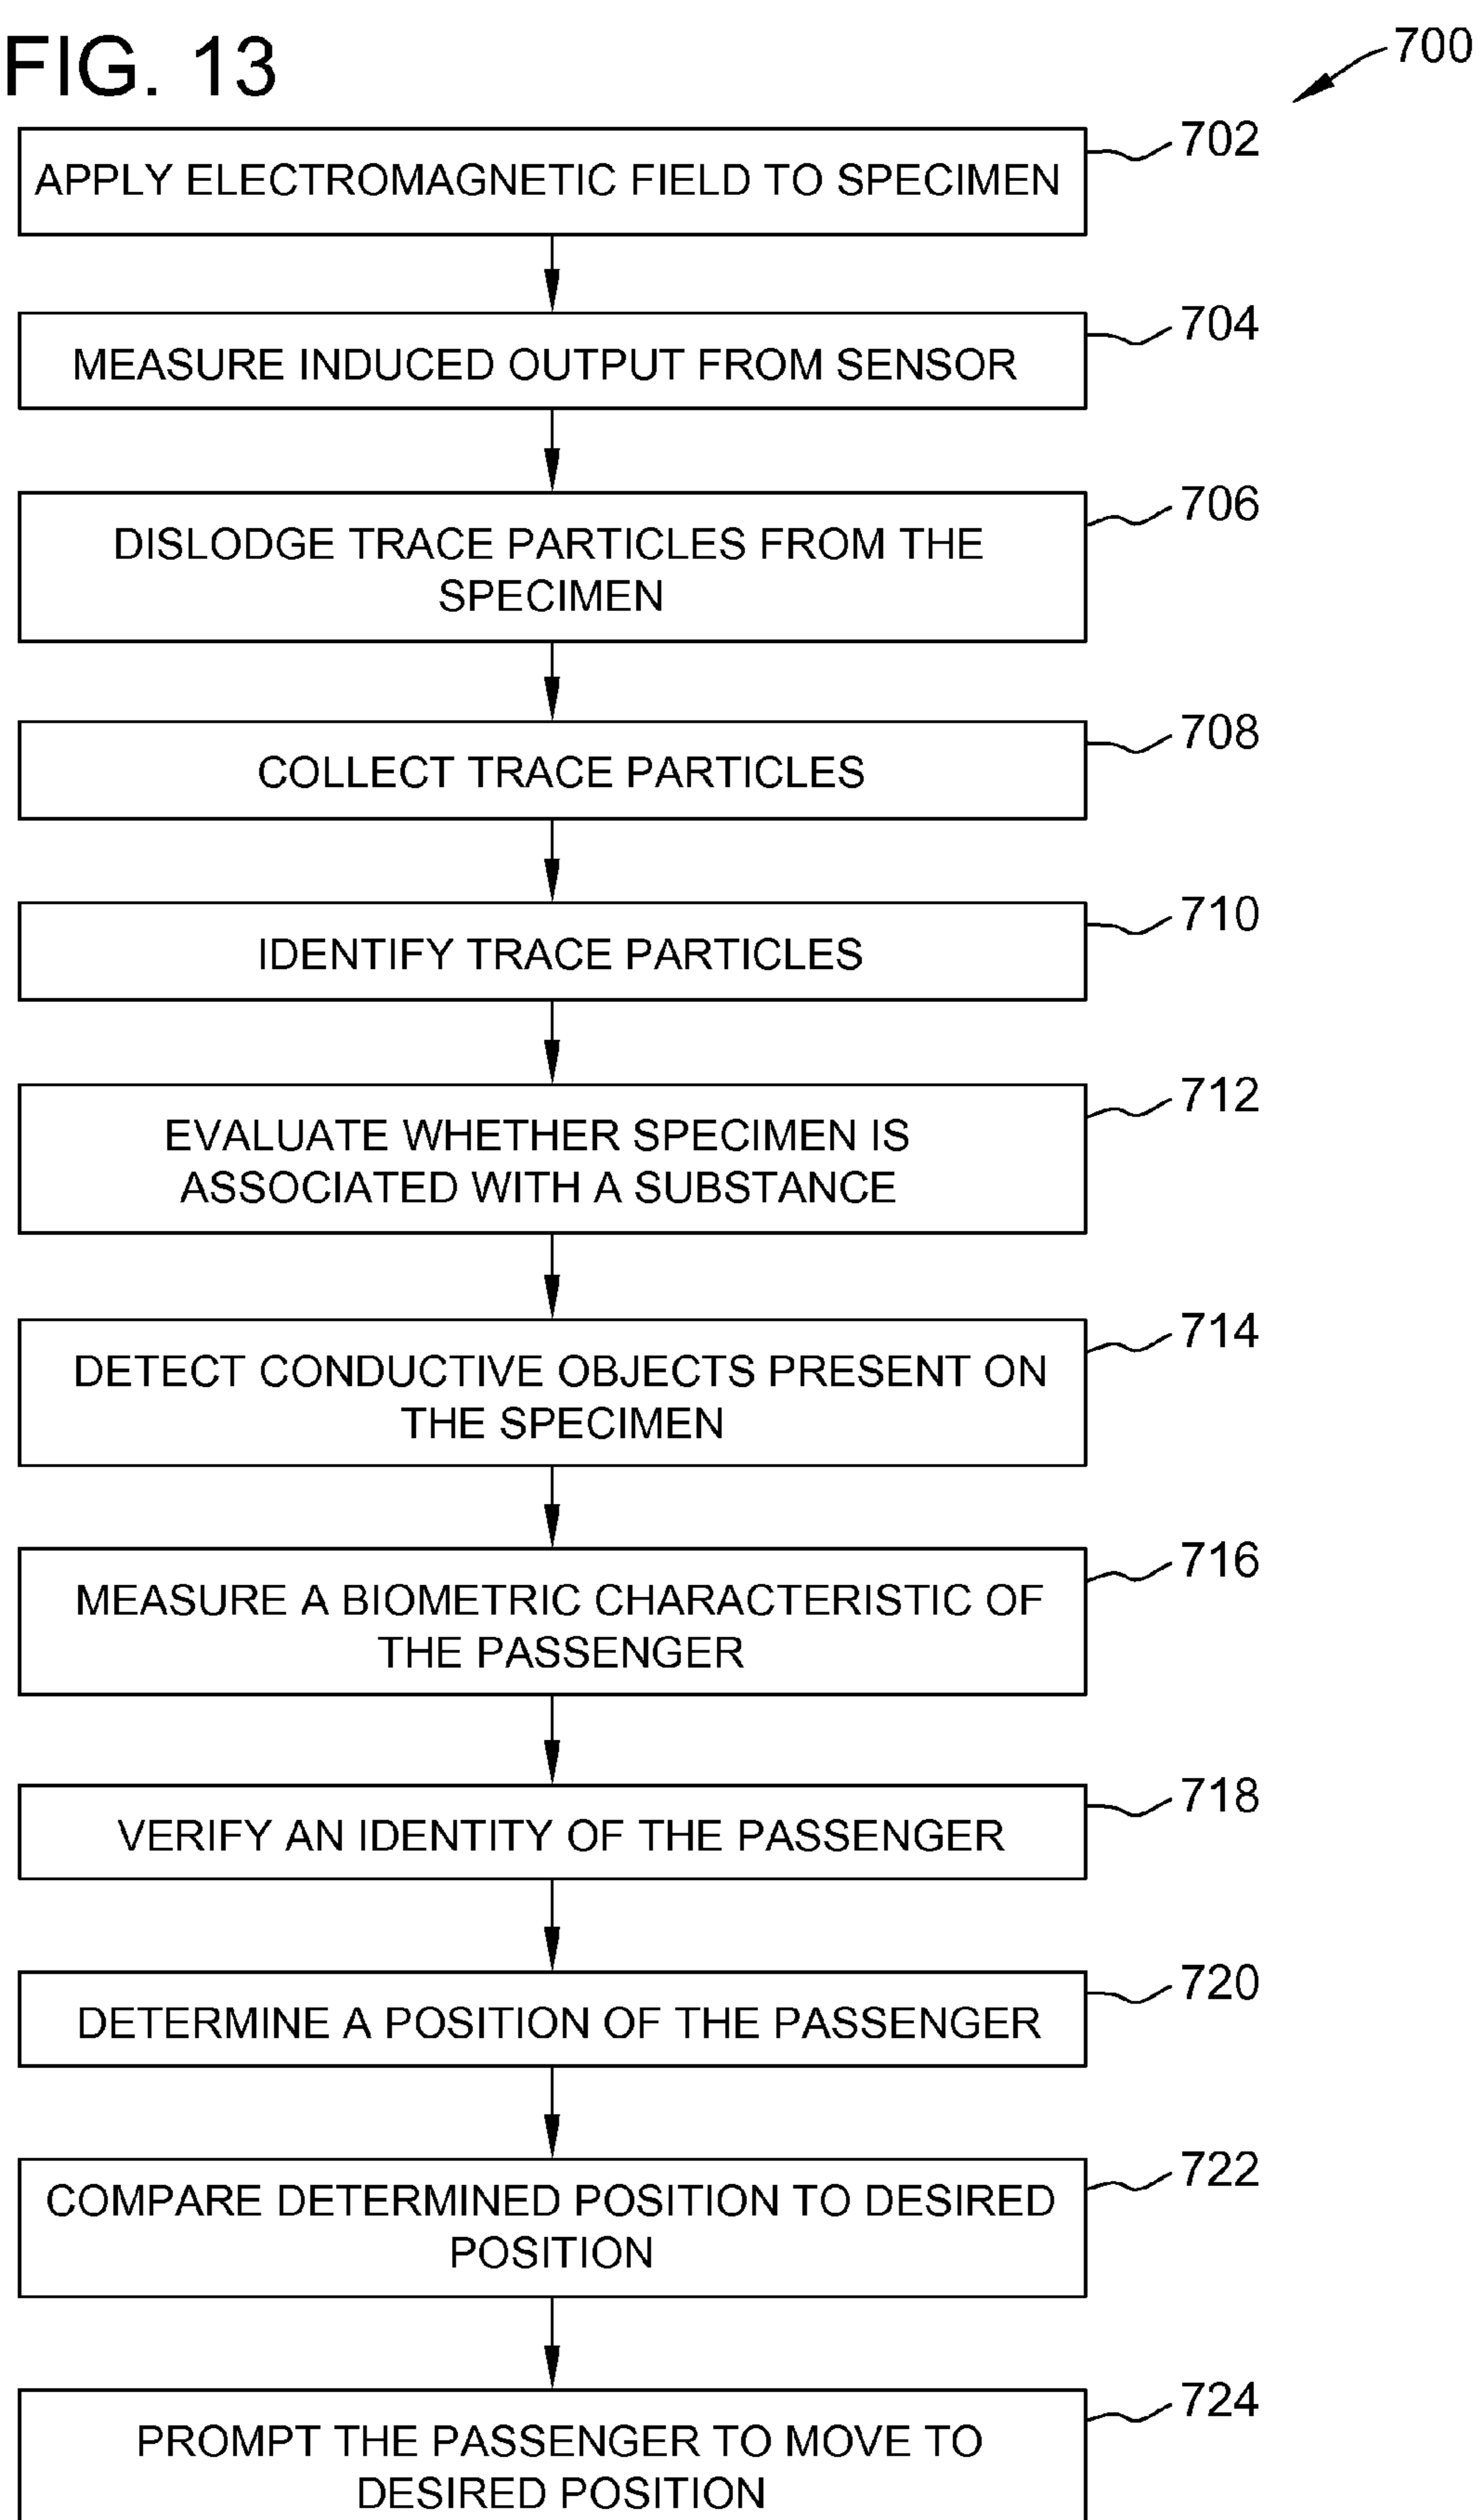 FIG. 13
700
702
APPLY ELECTROMAGNETIC FIELD TO SPECIMEN
704
MEASURE INDUCED OUTPUT FROM SENSOR
706
DISLODGE TRACE PARTICLES FROM THE
SPECIMEN
708
COLLECT TRACE PARTICLES
710
IDENTIFY TRACE PARTICLES
712
EVALUATE WHETHER SPECIMEN IS
ASSOCIATED WITH A SUBSTANCE
714
DETECT CONDUCTIVE OBJECTS PRESENT ON
THE SPECIMEN
716
MEASURE A BIOMETRIC CHARACTERISTIC OF
THE PASSENGER
718
VERIFY AN IDENTITY OF THE PASSENGER
720
DETERMINE A POSITION OF THE PASSENGER
722
COMPARE DETERMINED POSITION TO DESIRED
POSITION
724
PROMPT THE PASSENGER TO MOVE TO
DESIRED POSITION